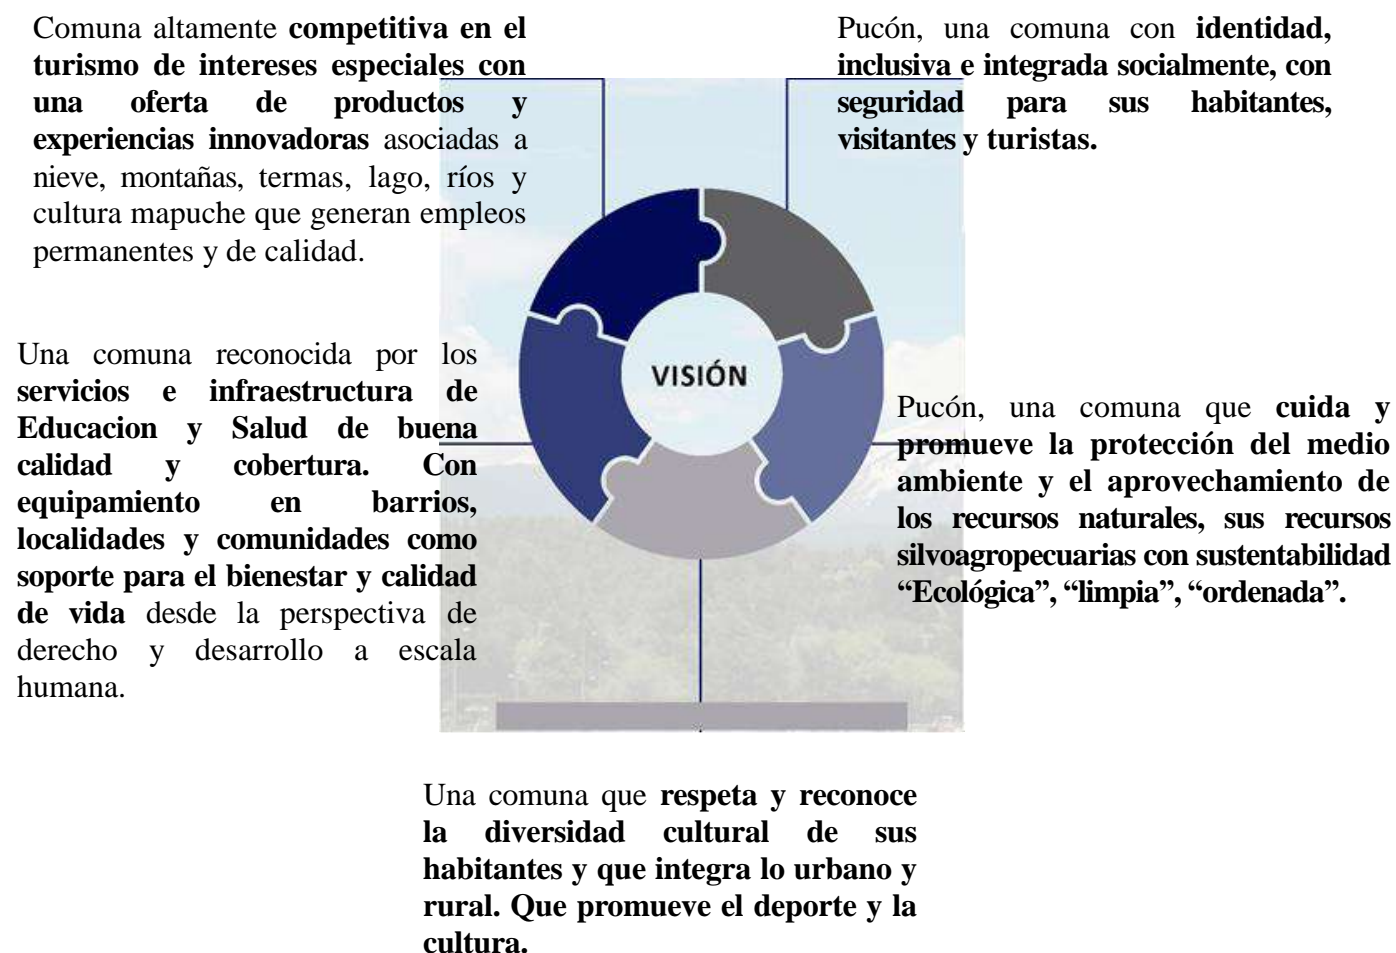 Comuna altamente competitiva en el
turismo de intereses especiales con
una oferta de productos y
experiencias innovadoras asociadas a
nieve, montañas, termas, lago, ríos y
cultura mapuche que generan empleos
permanentes y de calidad.
Pucón, una comuna con identidad,
inclusiva e integrada socialmente, con
seguridad para sus habitantes,
visitantes y turistas.
Una comuna reconocida por los
servicios e infraestructura de
Educacion y Salud de buena
calidad y cobertura. Con
equipamiento en barrios,
localidades y comunidades como
soporte para el bienestar y calidad
de vida desde la perspectiva de
derecho y desarrollo a escala
humana.
VISIÓN
Pucón, una comuna que cuida y
promueve la protección del medio
ambiente y el aprovechamiento de
los recursos naturales, sus recursos
silvoagropecuarias con sustentabilidad
“Ecológica”, “limpia”, “ordenada”.
Una comuna que respeta y reconoce
la diversidad cultural de sus
habitantes y que integra lo urbano y
rural. Que promueve el deporte y la
cultura.